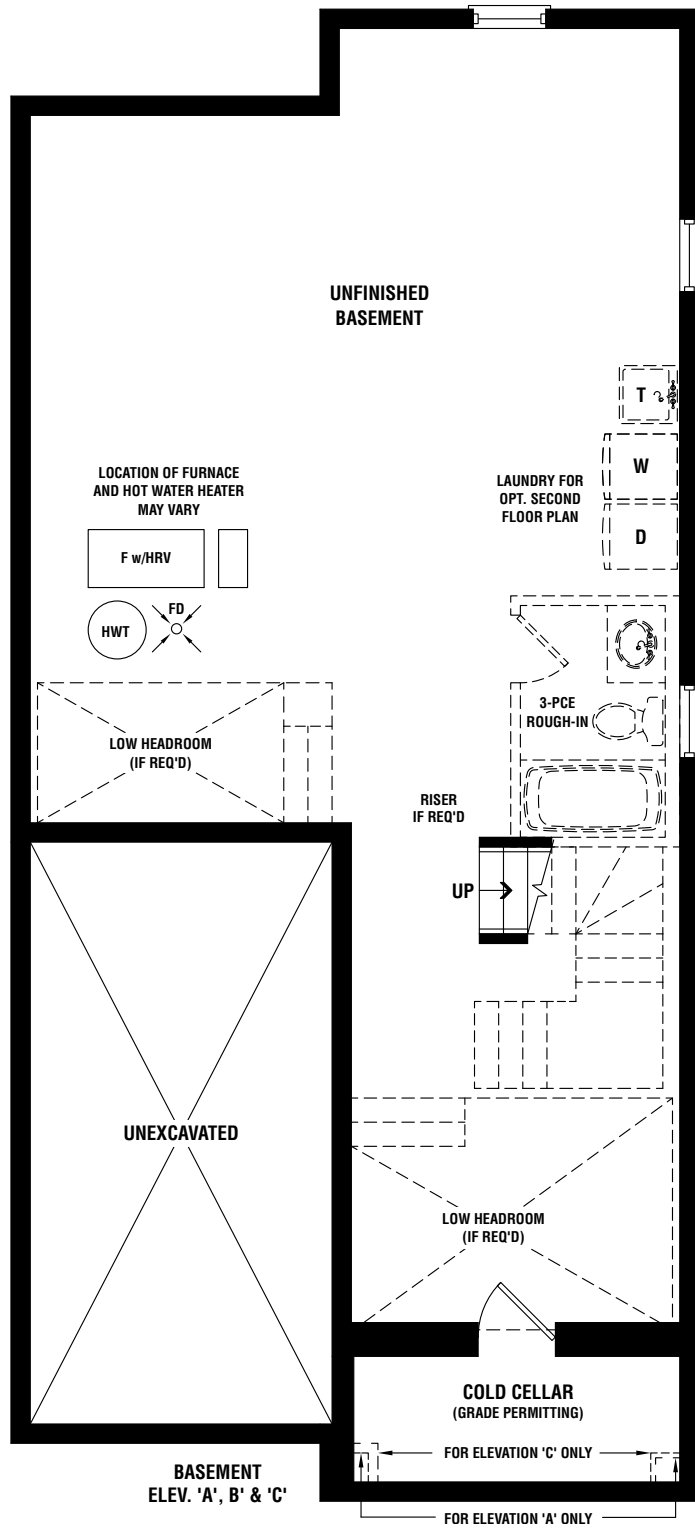 UNFINISHED
BASEMENT
T
W
D
LAUNDRY FOR
OPT. SECOND
FLOOR PLAN
LOCATION OF FURNACE
AND HOT WATER HEATER
MAY VARY
F w/HRV
HWT
FD
3-PCE
ROUGH-IN
LOW HEADROOM
(IF REQ'D)
RISER
IF REQ'D
UP
UNEXCAVATED
LOW HEADROOM
(IF REQ'D)
COLD CELLAR
(GRADE PERMITTING)
FOR ELEVATION 'C' ONLY
BASEMENT
ELEV. 'A', B' & 'C'
FOR ELEVATION 'A' ONLY